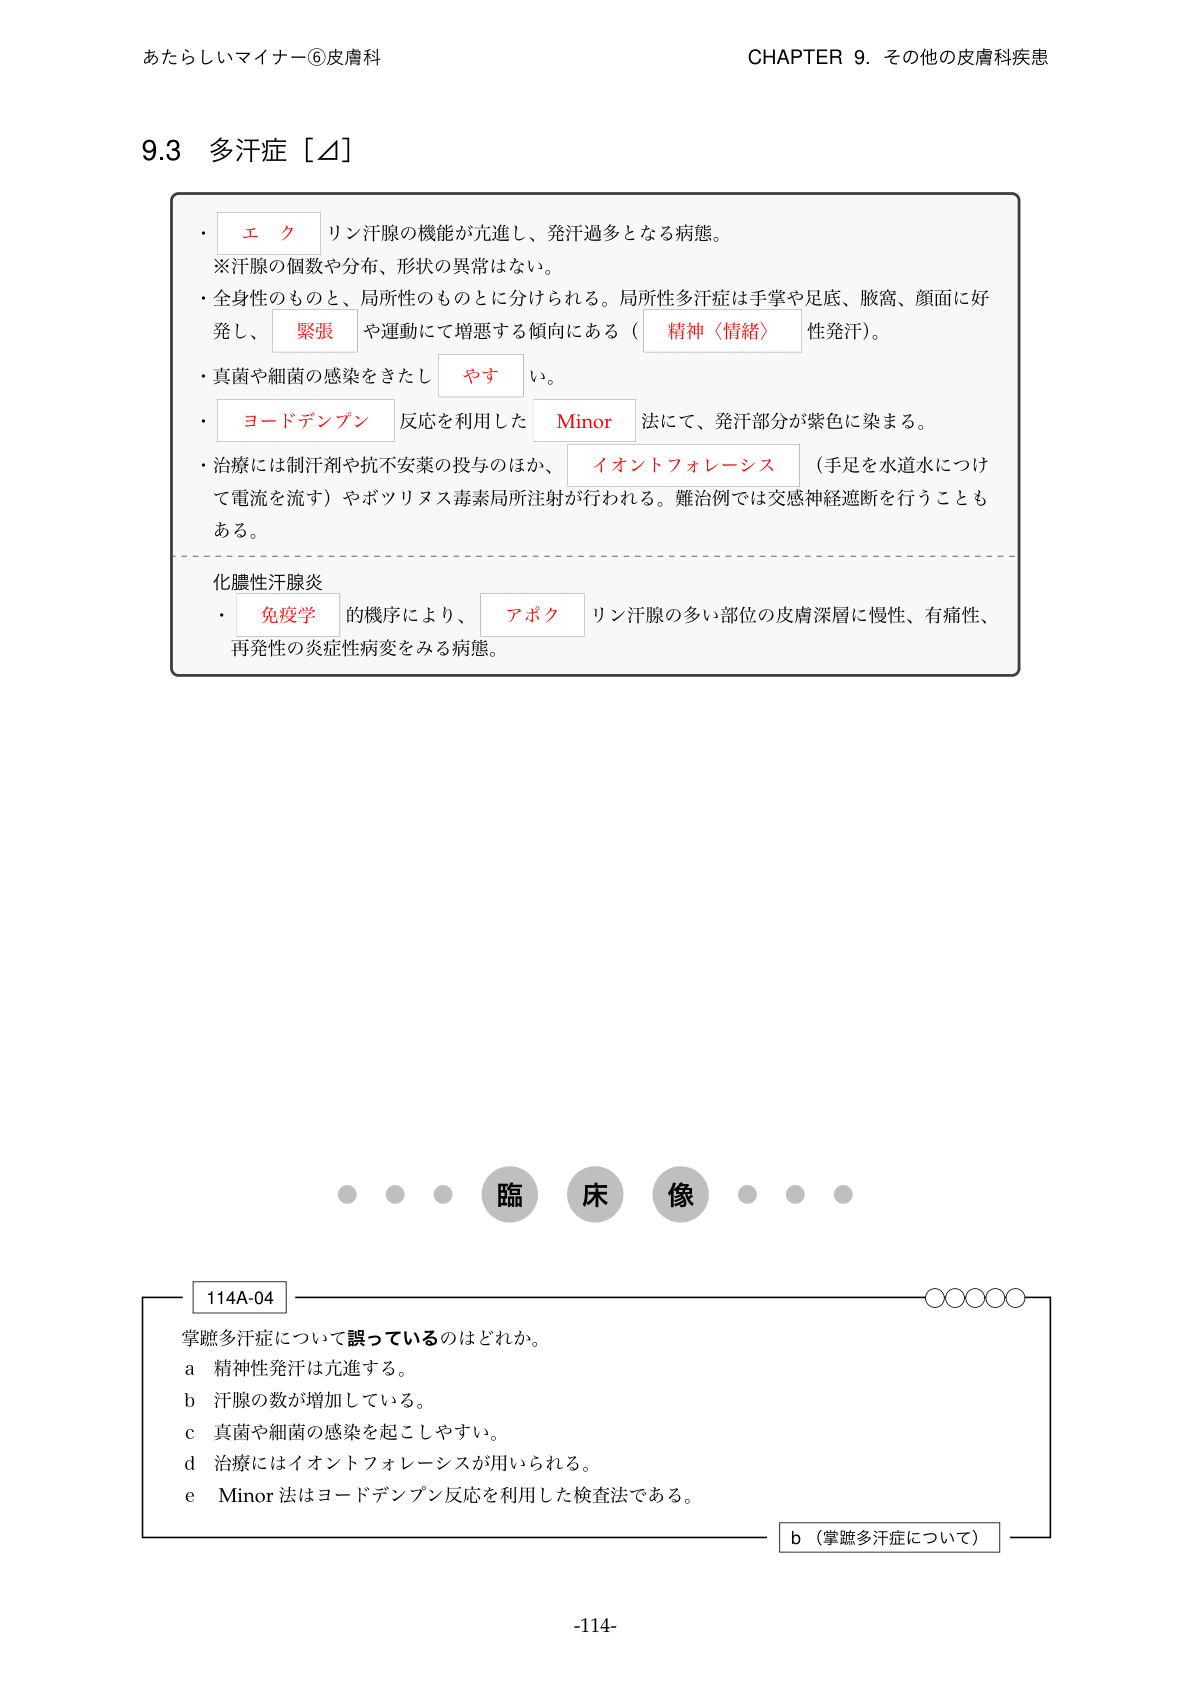 あたらしいマイナー⑥皮膚科
CHAPTER 9. その他の皮膚科疾患
9.3 多汗症［⊿］
・ エ ク リン汗腺の機能が亢進し、発汗過多となる病態。
※汗腺の個数や分布、形状の異常はない。
・全身性のものと、局所性のものとに分けられる。局所性多汗症は手掌や足底、腋窩、顔面に好
発し、 緊張 や運動にて増悪する傾向にある（ 精神〈情緒〉 性発汗）。
・真菌や細菌の感染をきたし やす い。
・ ヨードデンプン 反応を利用した Minor 法にて、発汗部分が紫色に染まる。
・治療には制汗剤や抗不安薬の投与のほか、 イオントフォレーシス （手足を水道水につけ
て電流を流す）やボツリヌス毒素局所注射が行われる。難治例では交感神経遮断を行うことも
ある。
化膿性汗腺炎
・ 免疫学 的機序により、 アポク リン汗腺の多い部位の皮膚深層に慢性、有痛性、
再発性の炎症性病変をみる病態。
臨 床 像
114A-04
掌蹠多汗症について誤っているのはどれか。
a 精神性発汗は亢進する。
b 汗腺の数が増加している。
c 真菌や細菌の感染を起こしやすい。
d 治療にはイオントフォレーシスが用いられる。
e Minor 法はヨードデンプン反応を利用した検査法である。
b （掌蹠多汗症について）
-114-